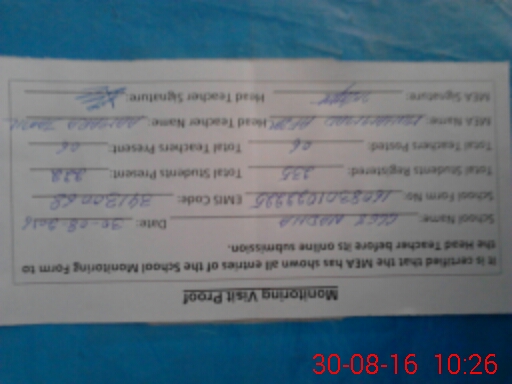 Monitoring Visit Proof
It is certified that the MEA has shown all entries of the School Monitoring Form to
the Head Teacher before its online submission.
School Name: Date: 30-08-2016
School Form No: EMIS Code:
Total Students Registered: 235 Total Students Present: 228
Total Teachers Posted: 06 Total Teachers Present: 06
MEA Name: MUHAMMAD Head Teacher Name:
MEA Signature: Head Teacher Signature:
30-08-16 10:26